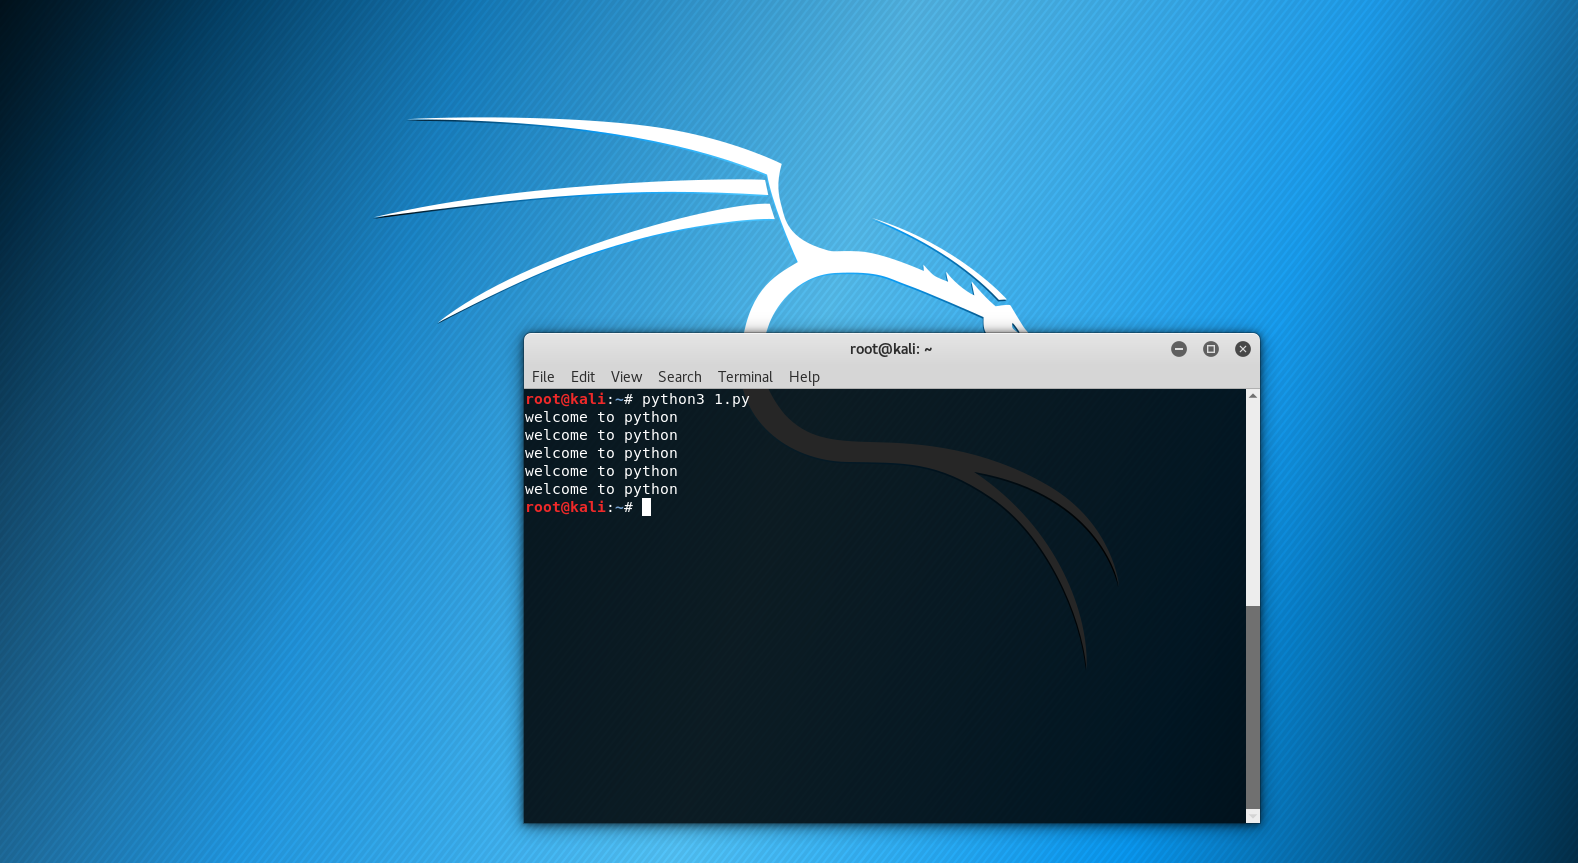 root@kali: ~
File Edit View Search Terminal Help
root@kali:~# python3 1.py
welcome to python
welcome to python
welcome to python
welcome to python
welcome to python
root@kali:~#